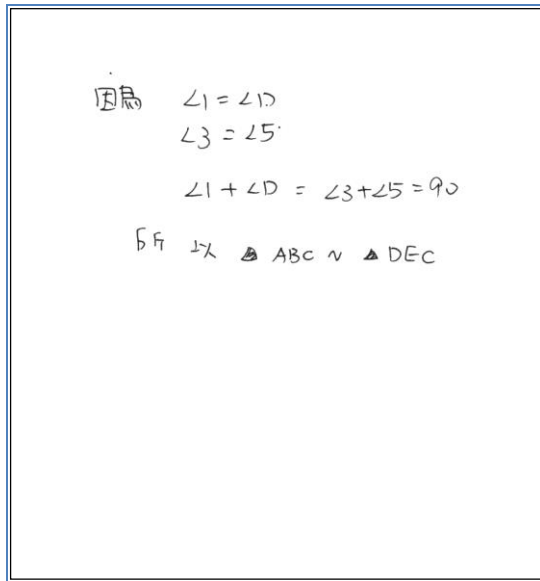 因為 ∠1 = ∠D
∠3 = ∠5
∠1 + ∠D = ∠3+∠5 = 90
所以 △ ABC ~ △ DEC